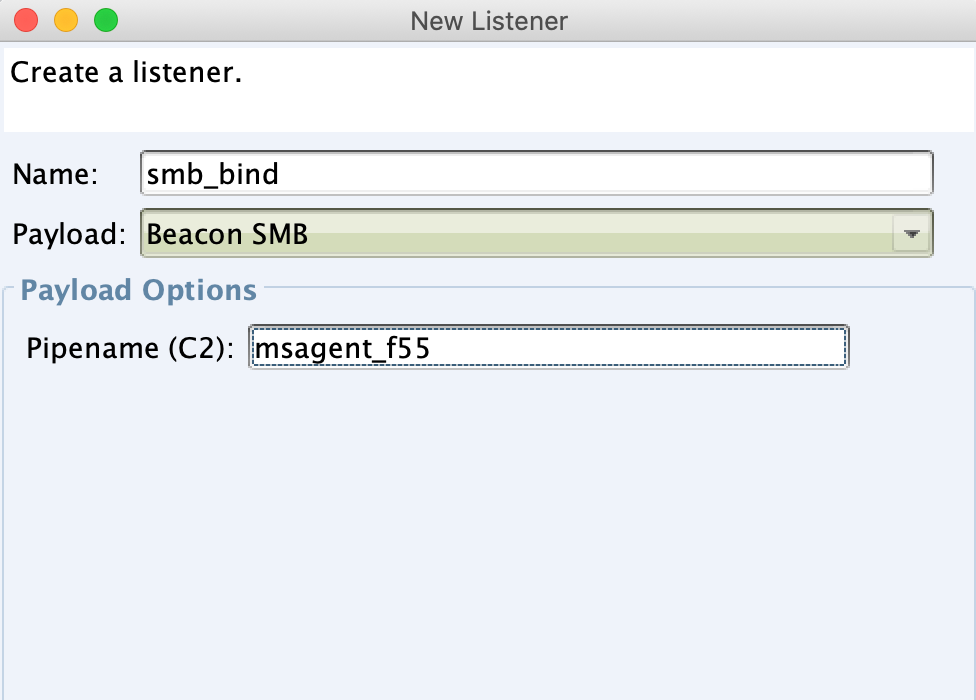 New Listener
Create a listener.
Name: smb_bind
Payload: Beacon SMB
Payload Options
Pipename (C2): msagent_f55